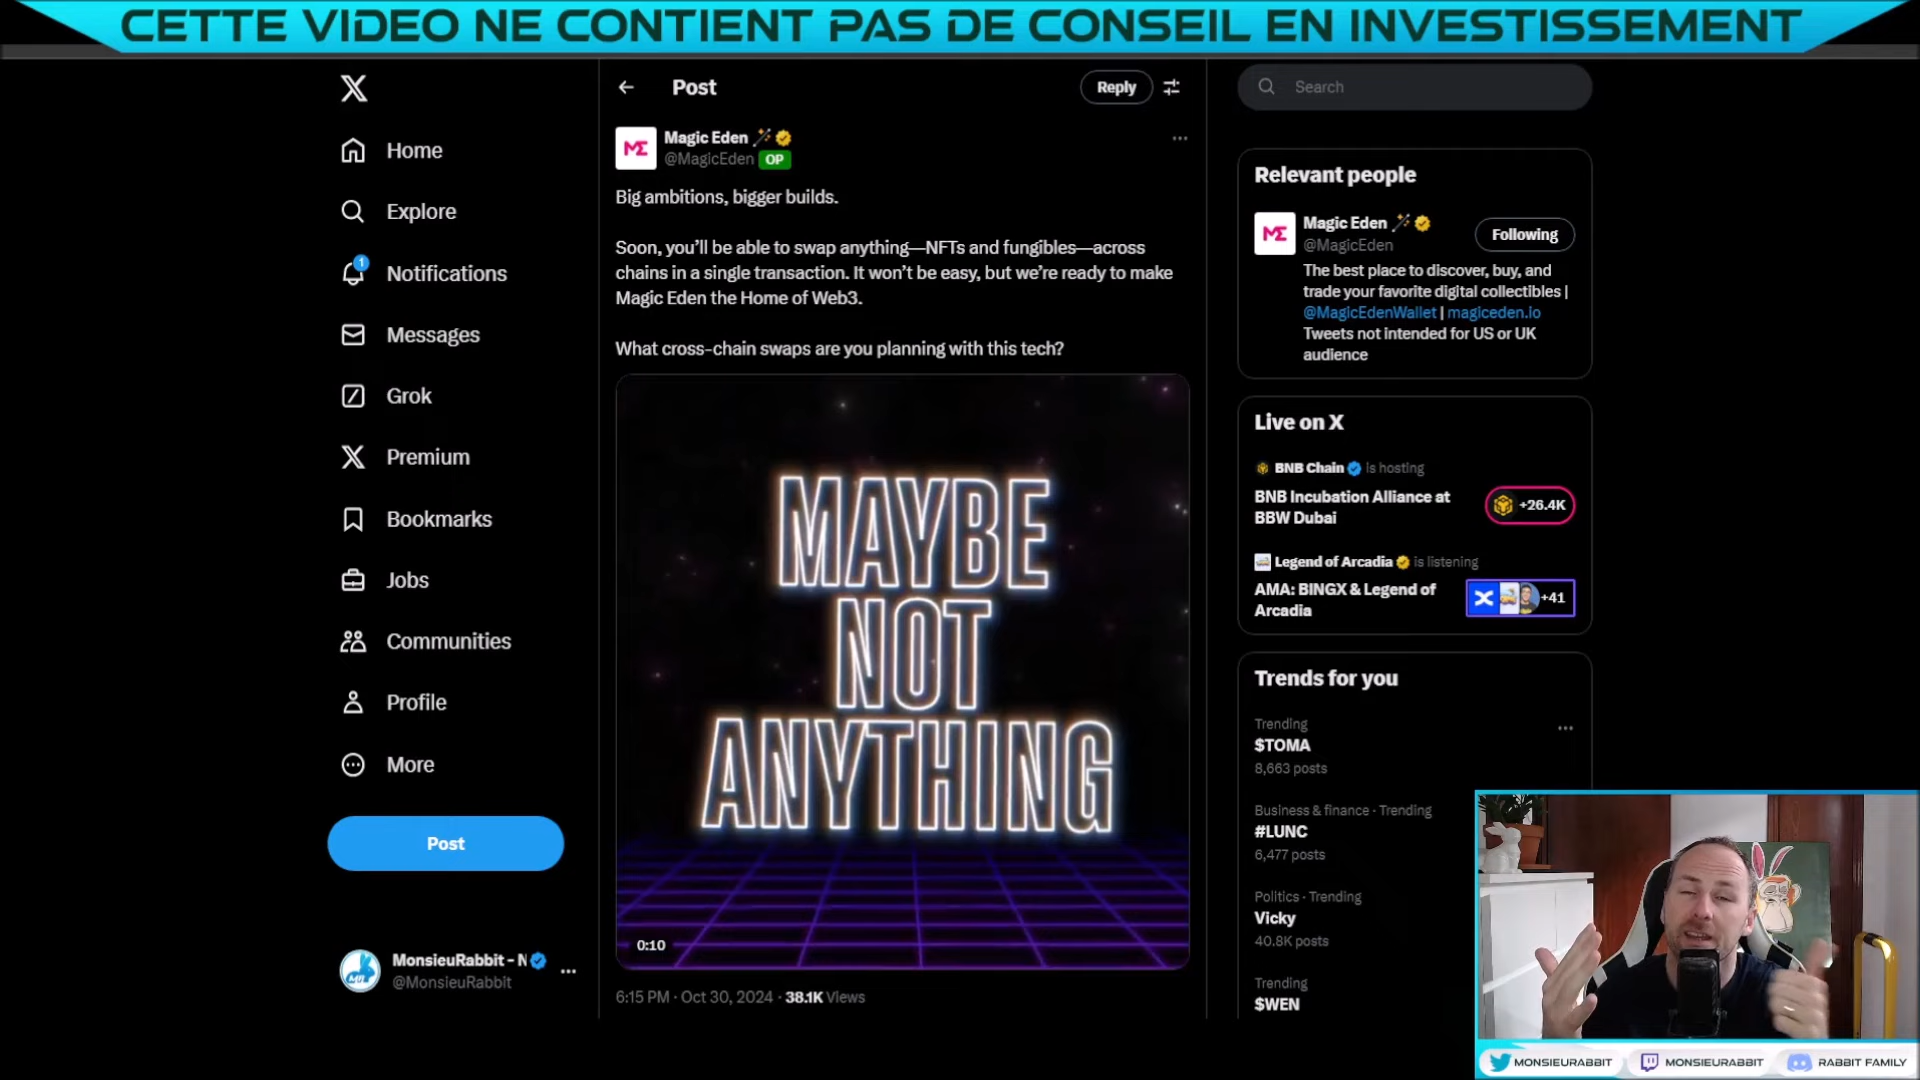 CETTE VIDEO NE CONTIENT PAS DE CONSEIL EN INVESTISSEMENT
Home
Explore
1
Notifications
Messages
Grok
Premium
Bookmarks
Jobs
Communities
Profile
More
Post
MonsieuRabbit - N
@MonsieuRabbit
Post
Reply
Magic Eden
@MagicEden OP
Big ambitions, bigger builds.
Soon, you’ll be able to swap anything—NFTs and fungibles—across
chains in a single transaction. It won’t be easy, but we’re ready to make
Magic Eden the Home of Web3.
What cross-chain swaps are you planning with this tech?
MAYBE
NOT
ANYTHING
0:10
6:15 PM · Oct 30, 2024 · 38.1K Views
Search
Relevant people
Magic Eden
@MagicEden
Following
The best place to discover, buy, and
trade your favorite digital collectibles |
@MagicEdenWallet | magiceden.io
Tweets not intended for US or UK
audience
Live on X
BNB Chain is hosting
BNB Incubation Alliance at
BBW Dubai
+26.4K
Legend of Arcadia is listening
AMA: BINGX & Legend of
Arcadia
+41
Trends for you
Trending
$TOMA
8,663 posts
Business & finance · Trending
#LUNC
6,477 posts
Politics · Trending
Vicky
40.8K posts
Trending
$WEN
MONSIEURABBIT
MONSIEURABBIT
RABBIT FAMILY